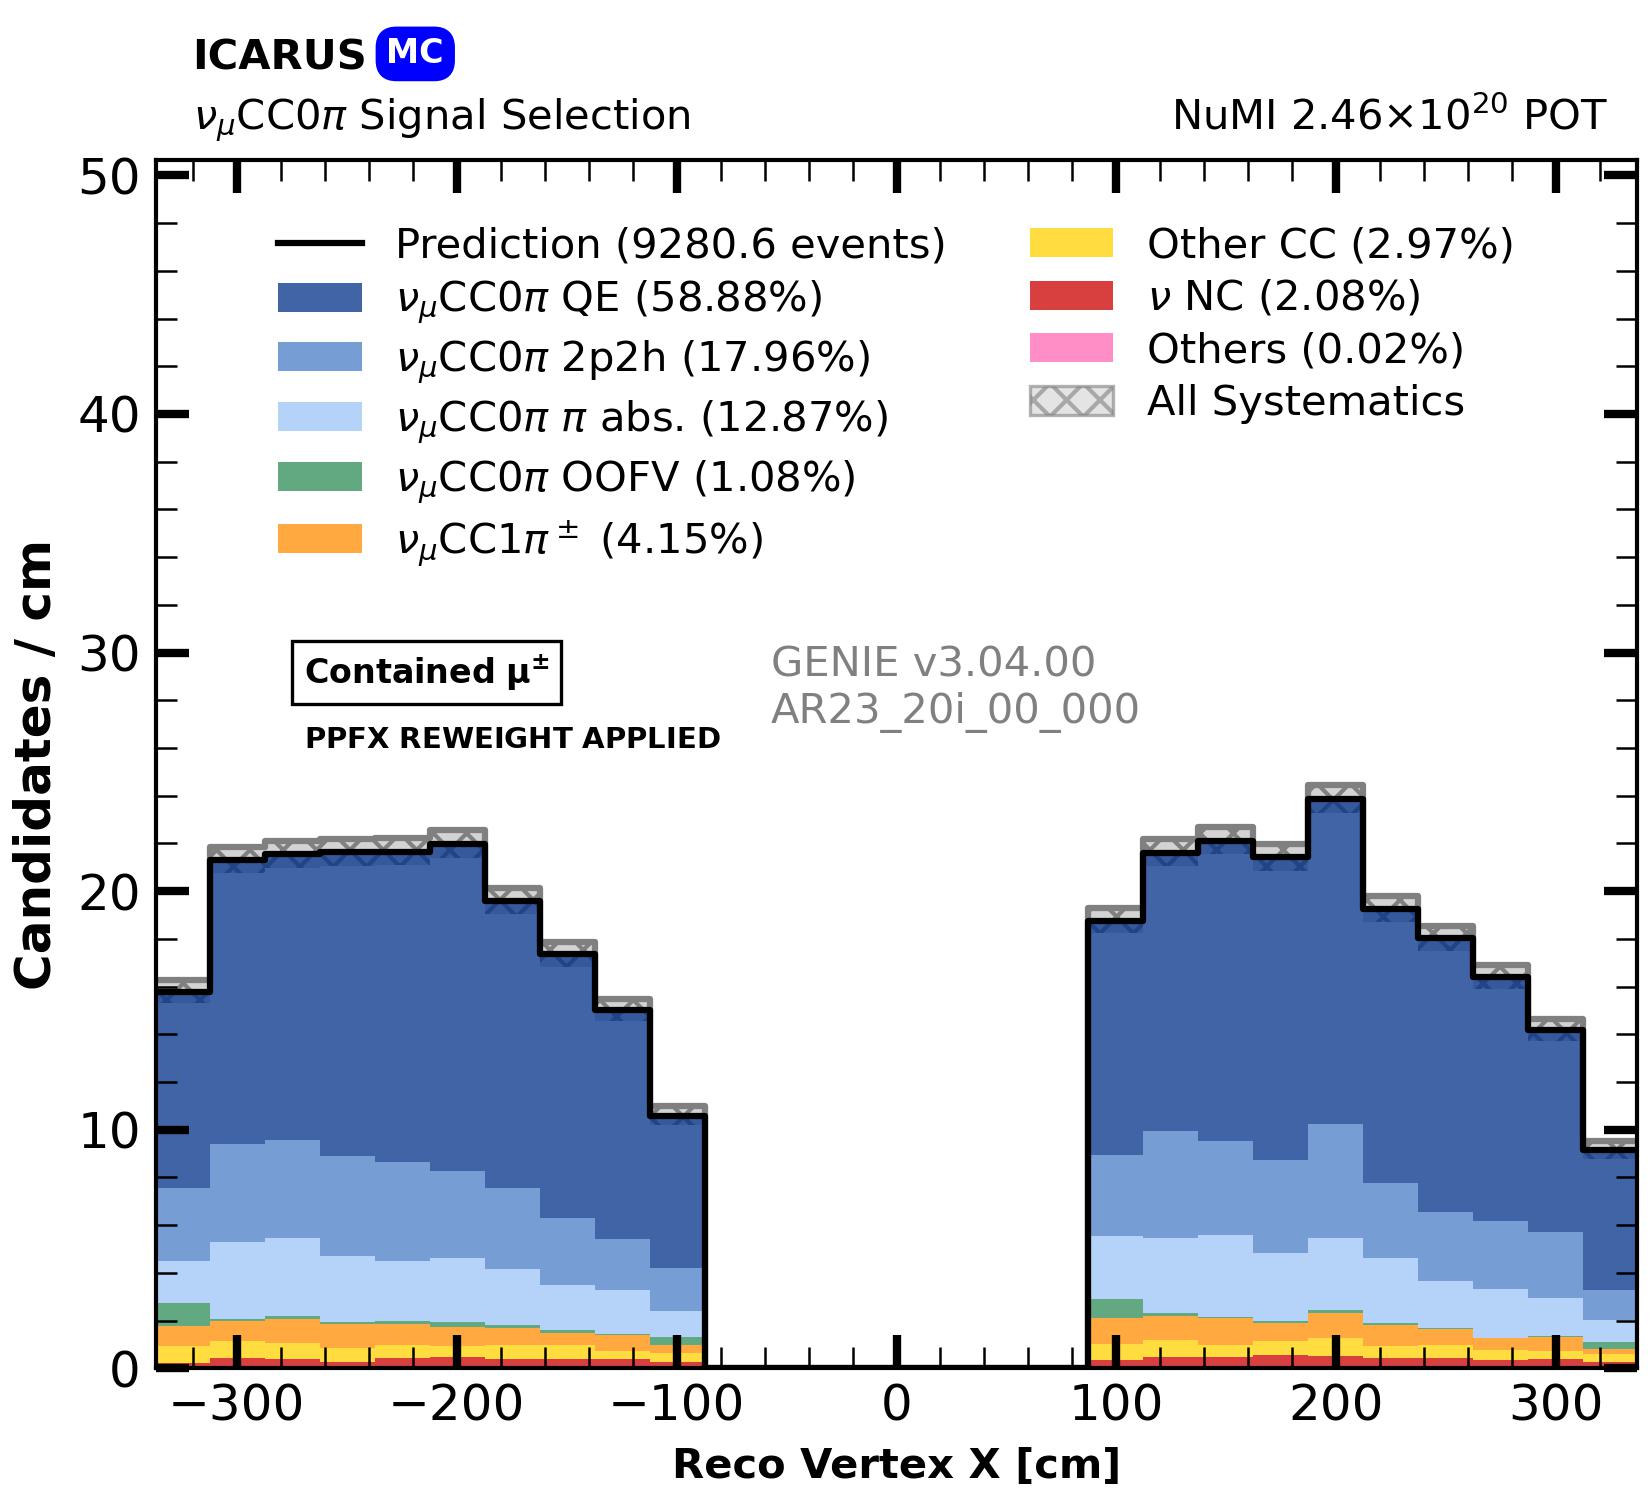 ICARUS MC
νμCC0π Signal Selection
NuMI 2.46×10²⁰ POT
Prediction (9280.6 events)
νμCC0π QE (58.88%)
νμCC0π 2p2h (17.96%)
νμCC0π π abs. (12.87%)
νμCC0π OOFV (1.08%)
νμCC1π± (4.15%)
Other CC (2.97%)
ν NC (2.08%)
Others (0.02%)
All Systematics
Contained μ±
PPFX REWEIGHT APPLIED
GENIE v3.04.00
AR23_20i_00_000
Candidates / cm
50
40
30
20
10
0
−300 −200 −100 0 100 200 300
Reco Vertex X [cm]